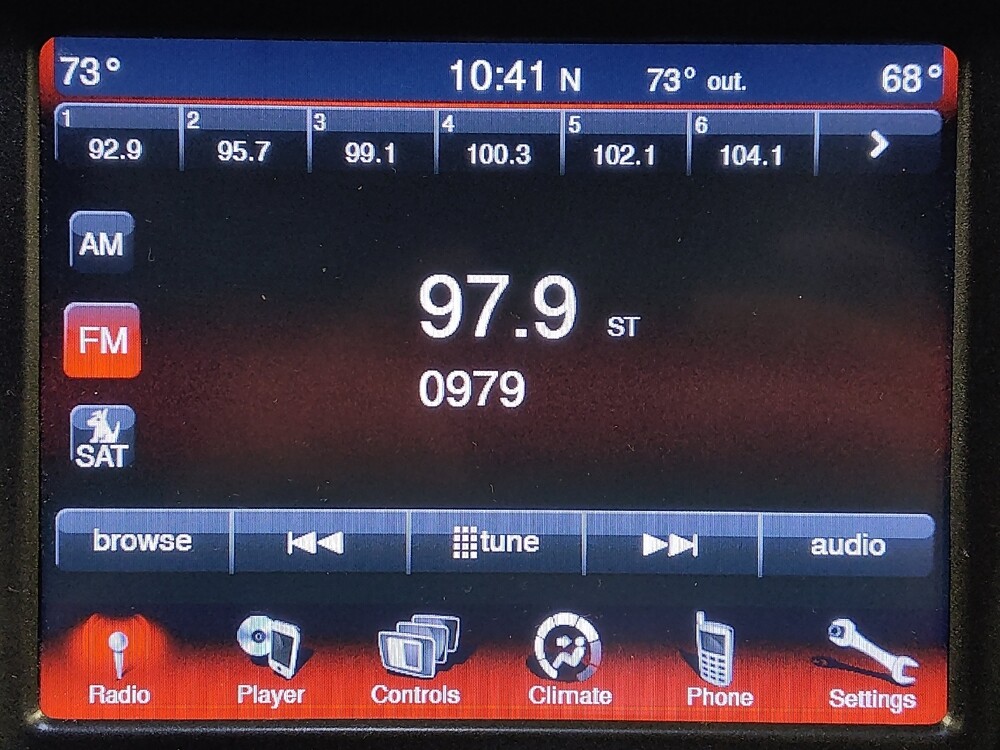 73° 10:41 N 73° out. 68°
1 2 3 4 5 6
92.9 95.7 99.1 100.3 102.1 104.1
AM
97.9 ST
FM
0979
SAT
browse tune audio
Radio Player Controls Climate Phone Settings